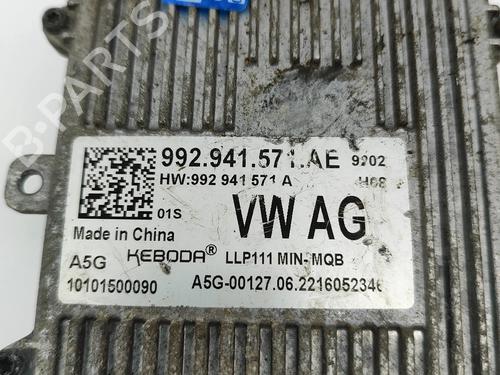 B-PARTS
992.941.571.AE 9202
HW:992 941 571 A H68
01S
VW AG
Made in China
A5G KEBODA® LLP111 MIN-MQB
10101500090 A5G-00127.06.2216052346